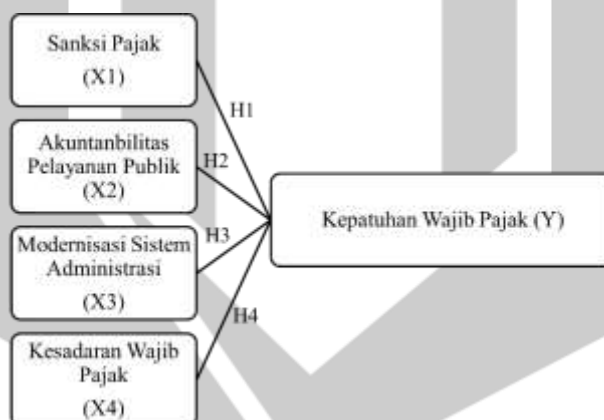 Sanksi Pajak
(X1)
H1
Akuntanbilitas
Pelayanan Publik
(X2)
H2
Kepatuhan Wajib Pajak (Y)
Modernisasi Sistem
Administrasi
(X3)
H3
Kesadaran Wajib
Pajak
(X4)
H4